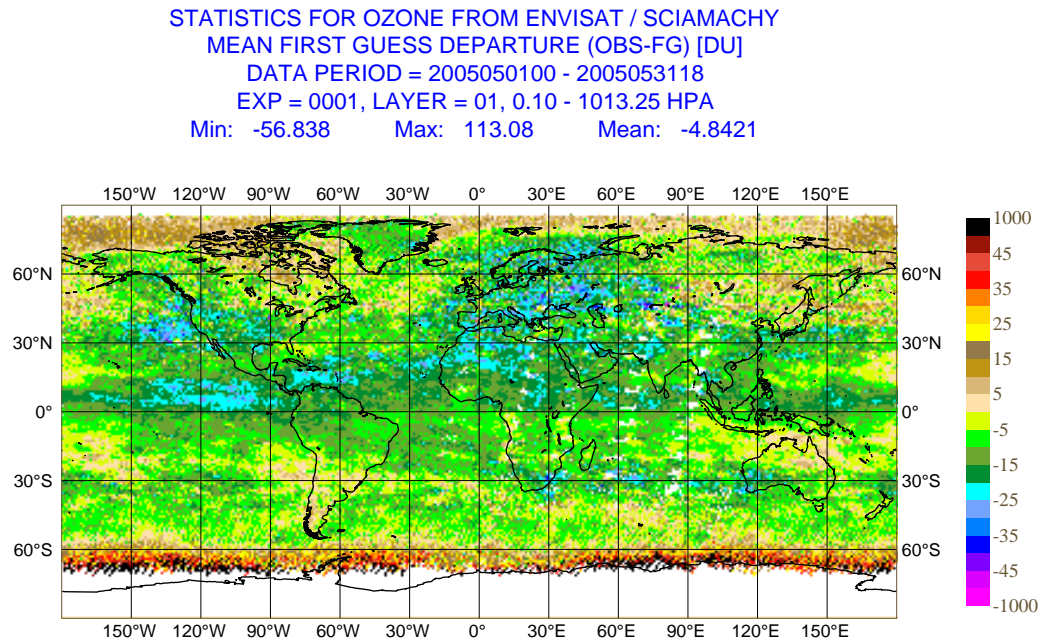 STATISTICS FOR OZONE FROM ENVISAT / SCIAMACHY
MEAN FIRST GUESS DEPARTURE (OBS-FG) [DU]
DATA PERIOD = 2005050100 - 2005053118
EXP = 0001, LAYER = 01, 0.10 - 1013.25 HPA
Min: -56.838 Max: 113.08 Mean: -4.8421
150°W 120°W 90°W 60°W 30°W 0° 30°E 60°E 90°E 120°E 150°E
60°N 60°N
30°N 30°N
0° 0°
30°S 30°S
60°S 60°S
150°W 120°W 90°W 60°W 30°W 0° 30°E 60°E 90°E 120°E 150°E
1000
45
35
25
15
5
-5
-15
-25
-35
-45
-1000